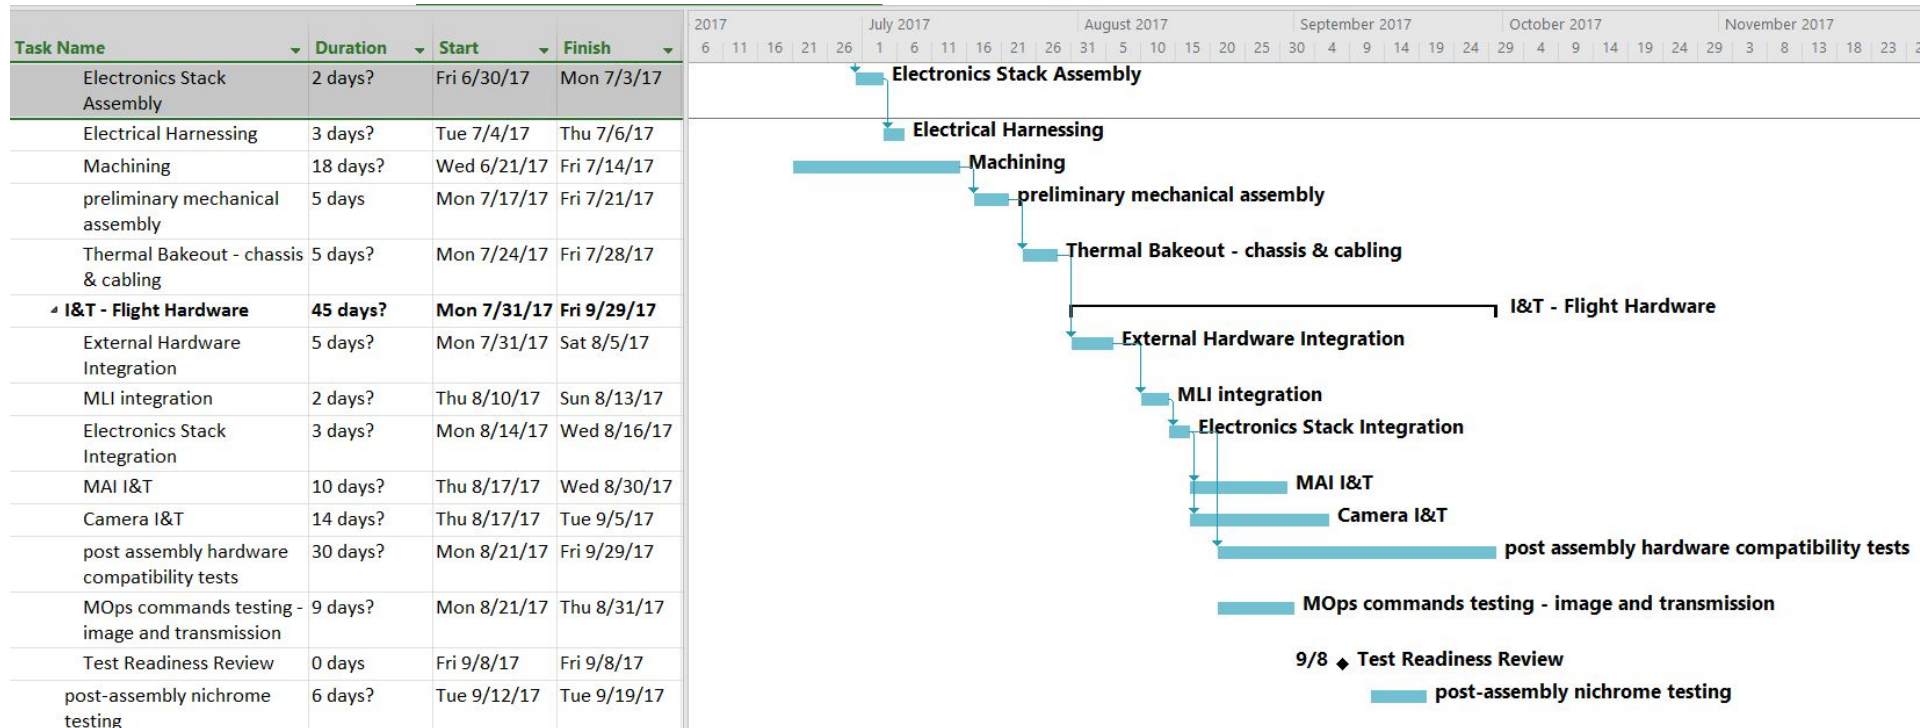 2017 July 2017 August 2017 September 2017 October 2017 November 2017
Task Name Duration Start Finish
6 11 16 21 26 1 6 11 16 21 26 31 5 10 15 20 25 30 4 9 14 19 24 29 4 9 14 19 24 29 3 8 13 18 23
Electronics Stack 2 days? Fri 6/30/17 Mon 7/3/17 Electronics Stack Assembly
Assembly
Electrical Harnessing 3 days? Tue 7/4/17 Thu 7/6/17 Electrical Harnessing
Machining 18 days? Wed 6/21/17 Fri 7/14/17 Machining
preliminary mechanical 5 days Mon 7/17/17 Fri 7/21/17 preliminary mechanical assembly
assembly
Thermal Bakeout - chassis 5 days? Mon 7/24/17 Fri 7/28/17 Thermal Bakeout - chassis & cabling
& cabling
I&T - Flight Hardware 45 days? Mon 7/31/17 Fri 9/29/17 I&T - Flight Hardware
External Hardware 5 days? Mon 7/31/17 Sat 8/5/17 External Hardware Integration
Integration
MLI integration 2 days? Thu 8/10/17 Sun 8/13/17 MLI integration
Electronics Stack 3 days? Mon 8/14/17 Wed 8/16/17 Electronics Stack Integration
Integration
MAI I&T 10 days? Thu 8/17/17 Wed 8/30/17 MAI I&T
Camera I&T 14 days? Thu 8/17/17 Tue 9/5/17 Camera I&T
post assembly hardware 30 days? Mon 8/21/17 Fri 9/29/17 post assembly hardware compatibility tests
compatibility tests
MOps commands testing - 9 days? Mon 8/21/17 Thu 8/31/17 MOps commands testing - image and transmission
image and transmission
Test Readiness Review 0 days Fri 9/8/17 Fri 9/8/17 9/8 Test Readiness Review
post-assembly nichrome 6 days? Tue 9/12/17 Tue 9/19/17 post-assembly nichrome testing
testing